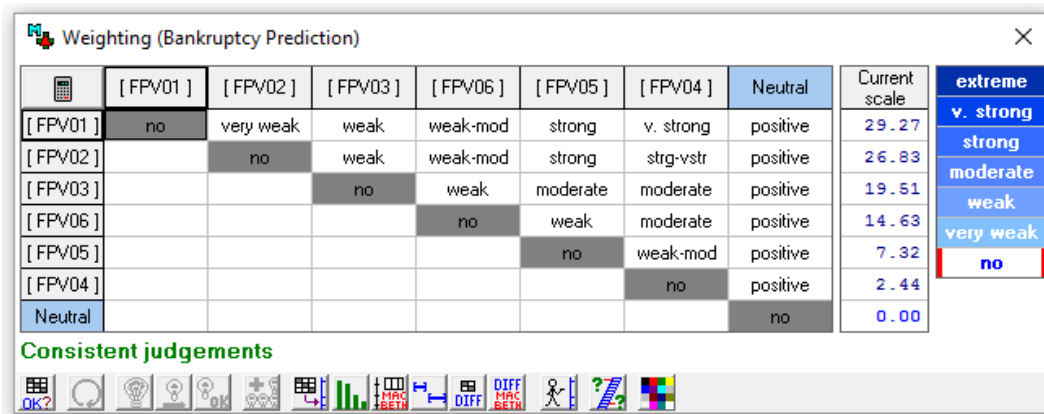 Weighting (Bankruptcy Prediction)
[ FPV01 ] [ FPV02 ] [ FPV03 ] [ FPV06 ] [ FPV05 ] [ FPV04 ] Neutral Current scale extreme
[ FPV01 ] no very weak weak weak-mod strong v. strong positive 29.27 v. strong
[ FPV02 ] no weak weak-mod strong strg-vstr positive 26.83 strong
[ FPV03 ] no weak moderate moderate positive 19.51 moderate
[ FPV06 ] no weak moderate positive 14.63 weak
[ FPV05 ] no weak-mod positive 7.32 very weak
[ FPV04 ] no positive 2.44 no
Neutral no 0.00
Consistent judgements
OK? OK MAC BETH DIFF DIFF MAC BETH ? ?